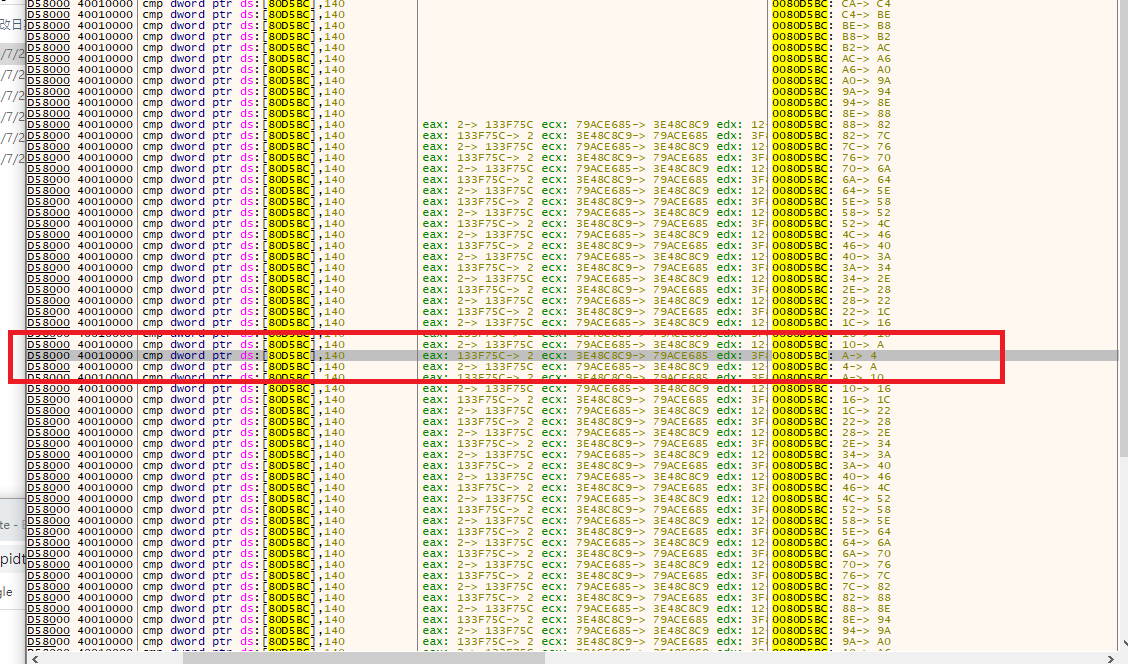 D58000 40010000 cmp dword ptr ds:[80D5BC],140 0080D5BC: CA-> C4
改日 D58000 40010000 cmp dword ptr ds:[80D5BC],140 0080D5BC: C4-> BE
D58000 40010000 cmp dword ptr ds:[80D5BC],140 0080D5BC: BE-> B8
D58000 40010000 cmp dword ptr ds:[80D5BC],140 0080D5BC: B8-> B2
/7/2 D58000 40010000 cmp dword ptr ds:[80D5BC],140 0080D5BC: B2-> AC
D58000 40010000 cmp dword ptr ds:[80D5BC],140 0080D5BC: AC-> A6
/7/2 D58000 40010000 cmp dword ptr ds:[80D5BC],140 0080D5BC: A6-> A0
D58000 40010000 cmp dword ptr ds:[80D5BC],140 0080D5BC: A0-> 9A
/7/2 D58000 40010000 cmp dword ptr ds:[80D5BC],140 0080D5BC: 9A-> 94
D58000 40010000 cmp dword ptr ds:[80D5BC],140 0080D5BC: 94-> 8E
/7/2 D58000 40010000 cmp dword ptr ds:[80D5BC],140 0080D5BC: 8E-> 88
D58000 40010000 cmp dword ptr ds:[80D5BC],140 eax: 2-> 133F75C ecx: 79ACE685-> 3E48C8C9 edx: 12 0080D5BC: 88-> 82
/7/2 D58000 40010000 cmp dword ptr ds:[80D5BC],140 eax: 133F75C-> 2 ecx: 3E48C8C9-> 79ACE685 edx: 3F 0080D5BC: 82-> 7C
D58000 40010000 cmp dword ptr ds:[80D5BC],140 eax: 2-> 133F75C ecx: 79ACE685-> 3E48C8C9 edx: 12 0080D5BC: 7C-> 76
/7/2 D58000 40010000 cmp dword ptr ds:[80D5BC],140 eax: 133F75C-> 2 ecx: 3E48C8C9-> 79ACE685 edx: 3F 0080D5BC: 76-> 70
D58000 40010000 cmp dword ptr ds:[80D5BC],140 eax: 2-> 133F75C ecx: 79ACE685-> 3E48C8C9 edx: 12 0080D5BC: 70-> 6A
D58000 40010000 cmp dword ptr ds:[80D5BC],140 eax: 133F75C-> 2 ecx: 3E48C8C9-> 79ACE685 edx: 3F 0080D5BC: 6A-> 64
D58000 40010000 cmp dword ptr ds:[80D5BC],140 eax: 2-> 133F75C ecx: 79ACE685-> 3E48C8C9 edx: 12 0080D5BC: 64-> 5E
D58000 40010000 cmp dword ptr ds:[80D5BC],140 eax: 133F75C-> 2 ecx: 3E48C8C9-> 79ACE685 edx: 3F 0080D5BC: 5E-> 58
D58000 40010000 cmp dword ptr ds:[80D5BC],140 eax: 2-> 133F75C ecx: 79ACE685-> 3E48C8C9 edx: 12 0080D5BC: 58-> 52
D58000 40010000 cmp dword ptr ds:[80D5BC],140 eax: 133F75C-> 2 ecx: 3E48C8C9-> 79ACE685 edx: 3F 0080D5BC: 52-> 4C
D58000 40010000 cmp dword ptr ds:[80D5BC],140 eax: 2-> 133F75C ecx: 79ACE685-> 3E48C8C9 edx: 12 0080D5BC: 4C-> 46
D58000 40010000 cmp dword ptr ds:[80D5BC],140 eax: 133F75C-> 2 ecx: 3E48C8C9-> 79ACE685 edx: 3F 0080D5BC: 46-> 40
D58000 40010000 cmp dword ptr ds:[80D5BC],140 eax: 2-> 133F75C ecx: 79ACE685-> 3E48C8C9 edx: 12 0080D5BC: 40-> 3A
D58000 40010000 cmp dword ptr ds:[80D5BC],140 eax: 133F75C-> 2 ecx: 3E48C8C9-> 79ACE685 edx: 3F 0080D5BC: 3A-> 34
D58000 40010000 cmp dword ptr ds:[80D5BC],140 eax: 2-> 133F75C ecx: 79ACE685-> 3E48C8C9 edx: 12 0080D5BC: 34-> 2E
D58000 40010000 cmp dword ptr ds:[80D5BC],140 eax: 133F75C-> 2 ecx: 3E48C8C9-> 79ACE685 edx: 3F 0080D5BC: 2E-> 28
D58000 40010000 cmp dword ptr ds:[80D5BC],140 eax: 2-> 133F75C ecx: 79ACE685-> 3E48C8C9 edx: 12 0080D5BC: 28-> 22
D58000 40010000 cmp dword ptr ds:[80D5BC],140 eax: 133F75C-> 2 ecx: 3E48C8C9-> 79ACE685 edx: 3F 0080D5BC: 22-> 1C
D58000 40010000 cmp dword ptr ds:[80D5BC],140 eax: 2-> 133F75C ecx: 79ACE685-> 3E48C8C9 edx: 12 0080D5BC: 1C-> 16
D58000 40010000 cmp dword ptr ds:[80D5BC],140 eax: 2-> 133F75C ecx: 79ACE685-> 3E48C8C9 edx: 12 0080D5BC: 10-> A
D58000 40010000 cmp dword ptr ds:[80D5BC],140 eax: 133F75C-> 2 ecx: 3E48C8C9-> 79ACE685 edx: 3F 0080D5BC: A-> 4
D58000 40010000 cmp dword ptr ds:[80D5BC],140 eax: 2-> 133F75C ecx: 79ACE685-> 3E48C8C9 edx: 12 0080D5BC: 4-> A
D58000 40010000 cmp dword ptr ds:[80D5BC],140 eax: 133F75C-> 2 ecx: 3E48C8C9-> 79ACE685 edx: 3F 0080D5BC: A-> 10
D58000 40010000 cmp dword ptr ds:[80D5BC],140 eax: 2-> 133F75C ecx: 79ACE685-> 3E48C8C9 edx: 12 0080D5BC: 10-> 16
D58000 40010000 cmp dword ptr ds:[80D5BC],140 eax: 133F75C-> 2 ecx: 3E48C8C9-> 79ACE685 edx: 3F 0080D5BC: 16-> 1C
D58000 40010000 cmp dword ptr ds:[80D5BC],140 eax: 2-> 133F75C ecx: 79ACE685-> 3E48C8C9 edx: 12 0080D5BC: 1C-> 22
D58000 40010000 cmp dword ptr ds:[80D5BC],140 eax: 133F75C-> 2 ecx: 3E48C8C9-> 79ACE685 edx: 3F 0080D5BC: 22-> 28
D58000 40010000 cmp dword ptr ds:[80D5BC],140 eax: 2-> 133F75C ecx: 79ACE685-> 3E48C8C9 edx: 12 0080D5BC: 28-> 2E
D58000 40010000 cmp dword ptr ds:[80D5BC],140 eax: 133F75C-> 2 ecx: 3E48C8C9-> 79ACE685 edx: 3F 0080D5BC: 2E-> 34
D58000 40010000 cmp dword ptr ds:[80D5BC],140 eax: 2-> 133F75C ecx: 79ACE685-> 3E48C8C9 edx: 12 0080D5BC: 34-> 3A
D58000 40010000 cmp dword ptr ds:[80D5BC],140 eax: 133F75C-> 2 ecx: 3E48C8C9-> 79ACE685 edx: 3F 0080D5BC: 3A-> 40
D58000 40010000 cmp dword ptr ds:[80D5BC],140 eax: 2-> 133F75C ecx: 79ACE685-> 3E48C8C9 edx: 12 0080D5BC: 40-> 46
D58000 40010000 cmp dword ptr ds:[80D5BC],140 eax: 133F75C-> 2 ecx: 3E48C8C9-> 79ACE685 edx: 3F 0080D5BC: 46-> 4C
D58000 40010000 cmp dword ptr ds:[80D5BC],140 eax: 2-> 133F75C ecx: 79ACE685-> 3E48C8C9 edx: 12 0080D5BC: 4C-> 52
D58000 40010000 cmp dword ptr ds:[80D5BC],140 eax: 133F75C-> 2 ecx: 3E48C8C9-> 79ACE685 edx: 3F 0080D5BC: 52-> 58
te - D58000 40010000 cmp dword ptr ds:[80D5BC],140 eax: 2-> 133F75C ecx: 79ACE685-> 3E48C8C9 edx: 12 0080D5BC: 58-> 5E
D58000 40010000 cmp dword ptr ds:[80D5BC],140 eax: 133F75C-> 2 ecx: 3E48C8C9-> 79ACE685 edx: 3F 0080D5BC: 5E-> 64
D58000 40010000 cmp dword ptr ds:[80D5BC],140 eax: 2-> 133F75C ecx: 79ACE685-> 3E48C8C9 edx: 12 0080D5BC: 64-> 6A
D58000 40010000 cmp dword ptr ds:[80D5BC],140 eax: 133F75C-> 2 ecx: 3E48C8C9-> 79ACE685 edx: 3F 0080D5BC: 6A-> 70
pidt D58000 40010000 cmp dword ptr ds:[80D5BC],140 eax: 2-> 133F75C ecx: 79ACE685-> 3E48C8C9 edx: 12 0080D5BC: 70-> 76
D58000 40010000 cmp dword ptr ds:[80D5BC],140 eax: 133F75C-> 2 ecx: 3E48C8C9-> 79ACE685 edx: 3F 0080D5BC: 76-> 7C
gle D58000 40010000 cmp dword ptr ds:[80D5BC],140 eax: 2-> 133F75C ecx: 79ACE685-> 3E48C8C9 edx: 12 0080D5BC: 7C-> 82
D58000 40010000 cmp dword ptr ds:[80D5BC],140 eax: 133F75C-> 2 ecx: 3E48C8C9-> 79ACE685 edx: 3F 0080D5BC: 82-> 88
D58000 40010000 cmp dword ptr ds:[80D5BC],140 eax: 2-> 133F75C ecx: 79ACE685-> 3E48C8C9 edx: 12 0080D5BC: 88-> 8E
D58000 40010000 cmp dword ptr ds:[80D5BC],140 eax: 133F75C-> 2 ecx: 3E48C8C9-> 79ACE685 edx: 3F 0080D5BC: 8E-> 94
D58000 40010000 cmp dword ptr ds:[80D5BC],140 eax: 2-> 133F75C ecx: 79ACE685-> 3E48C8C9 edx: 12 0080D5BC: 94-> 9A
D58000 40010000 cmp dword ptr ds:[80D5BC],140 eax: 133F75C-> 2 ecx: 3E48C8C9-> 79ACE685 edx: 3F 0080D5BC: 9A-> A0